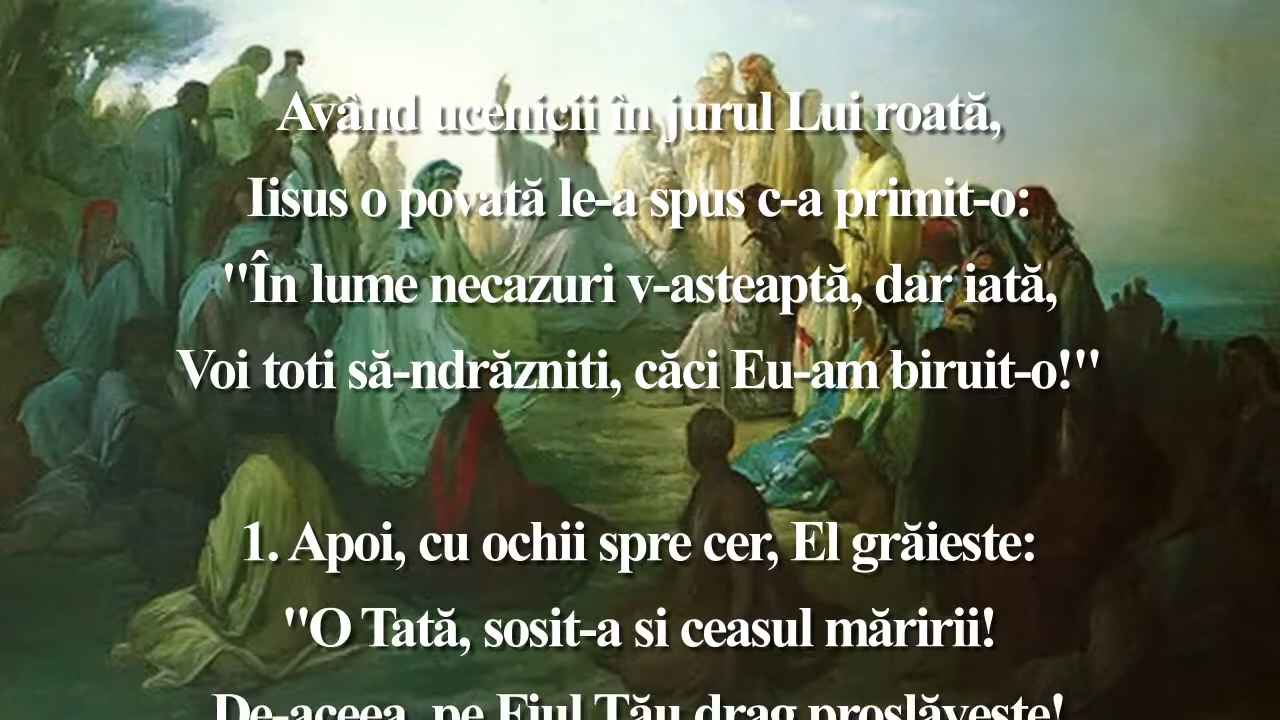 Având ucenicii în jurul Lui roată,
Iisus o povată le-a spus c-a primit-o:
"În lume necazuri v-asteaptă, dar iată,
Voi toti să-ndrăzniti, căci Eu-am biruit-o!"
1. Apoi, cu ochii spre cer, El grăieste:
"O Tată, sosit-a si ceasul măririi!
De-aceea, pe Fiul Tău drag proslăveste!